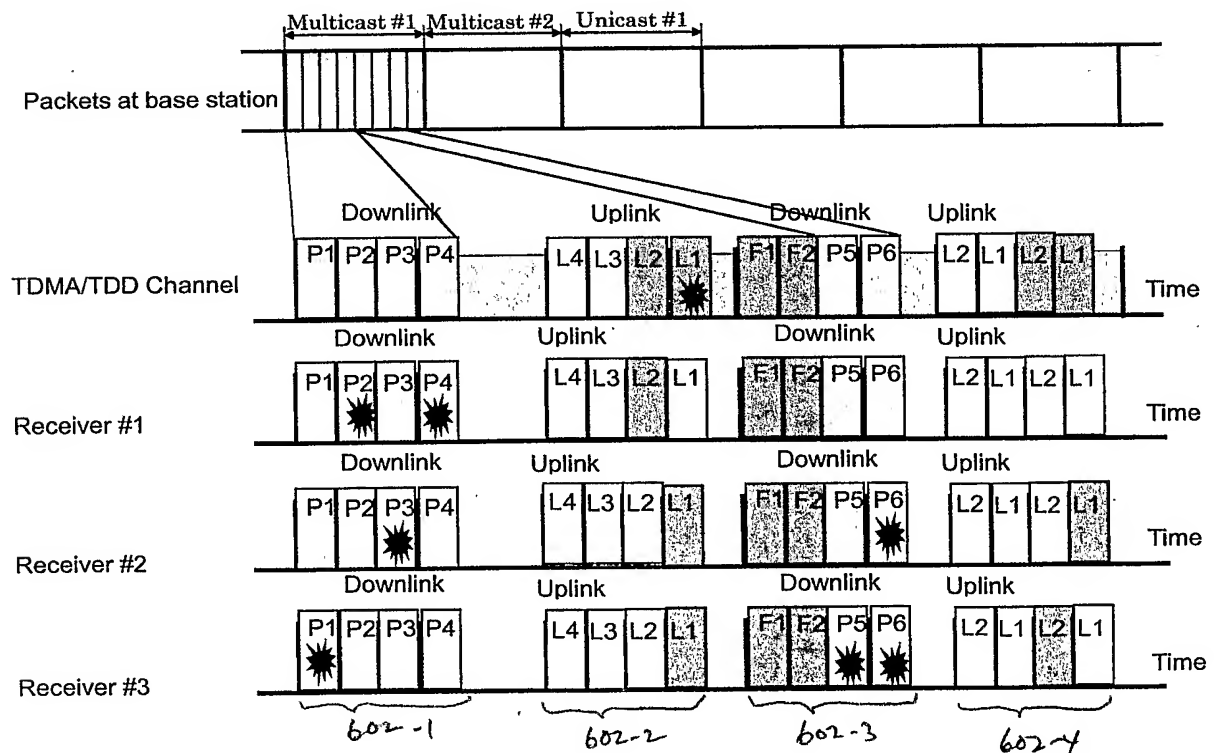 Multicast #1 Multicast #2 Unicast #1
Packets at base station
Downlink Uplink Downlink Uplink
P1 P2 P3 P4 L4 L3 L2 L1 F1 F2 P5 P6 L2 L1 L2 L1
TDMA/TDD Channel Time
Downlink Uplink Downlink Uplink
P1 P2 P3 P4 L4 L3 L2 L1 F1 F2 P5 P6 L2 L1 L2 L1
Receiver #1 Time
Downlink Uplink Downlink Uplink
P1 P2 P3 P4 L4 L3 L2 L1 F1 F2 P5 P6 L2 L1 L2 L1
Receiver #2 Time
Downlink Uplink Downlink Uplink
P1 P2 P3 P4 L4 L3 L2 L1 F1 F2 P5 P6 L2 L1 L2 L1
Receiver #3 Time
602-1 602-2 602-3 602-4